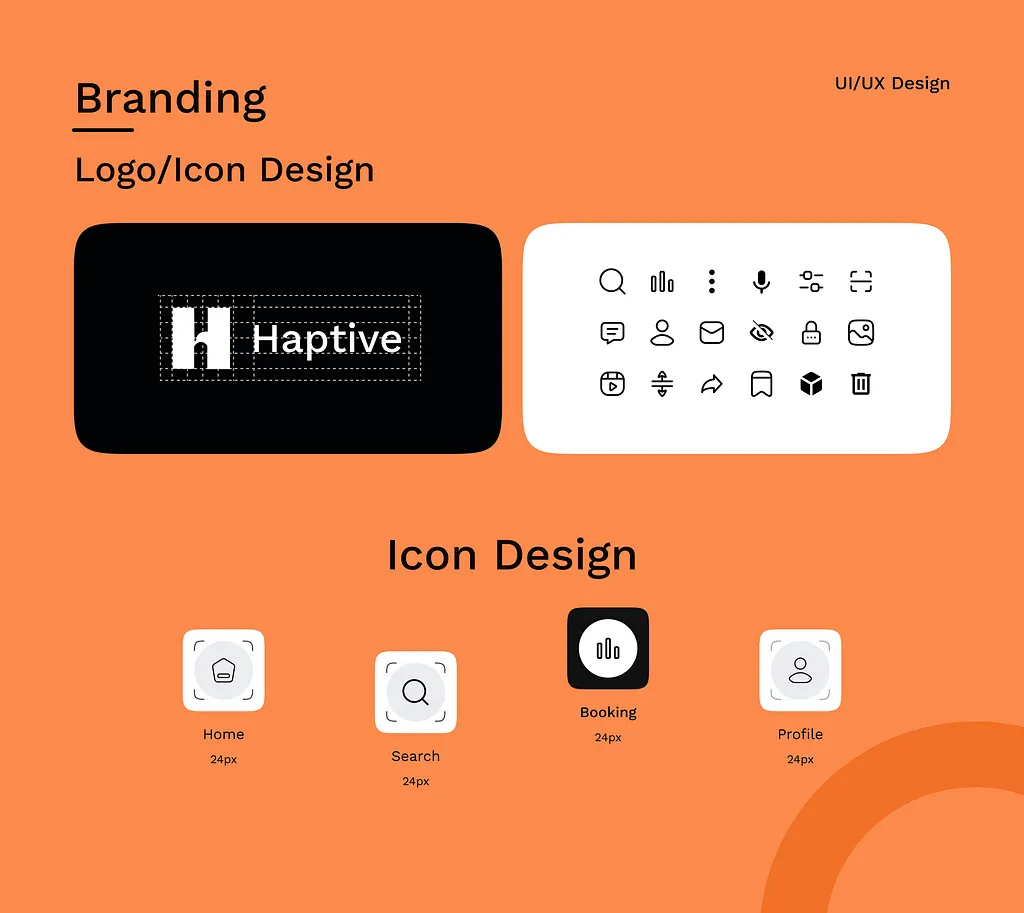 Branding
UI/UX Design
Logo/Icon Design
H Haptive
Icon Design
Home
24px
Search
24px
Booking
24px
Profile
24px